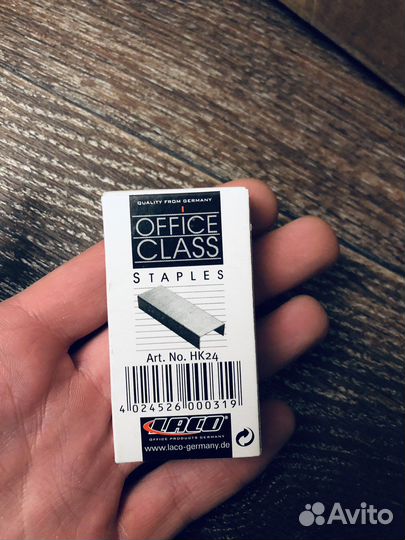 QUALITY FROM GERMANY
OFFICE
CLASS
STAPLES
Art. No. HK24
4 024526 000319
LACO
OFFICE PRODUCTS GERMANY
www.laco-germany.de
Avito